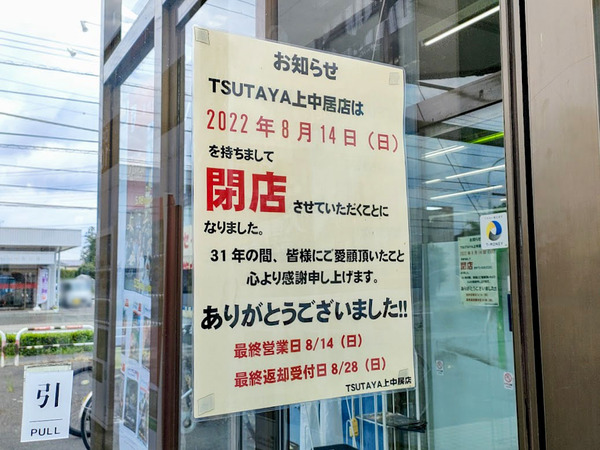 お知らせ
TSUTAYA上中居店は
2022年8月14日(日)
を持ちまして
閉店させていただくことに
なりました。
31年の間、皆様にご愛顧頂いたこと
心より感謝申し上げます。
ありがとうございました!!
最終営業日8/14(日)
最終返却受付日8/28(日)
TSUTAYA上中居店
引
PULL